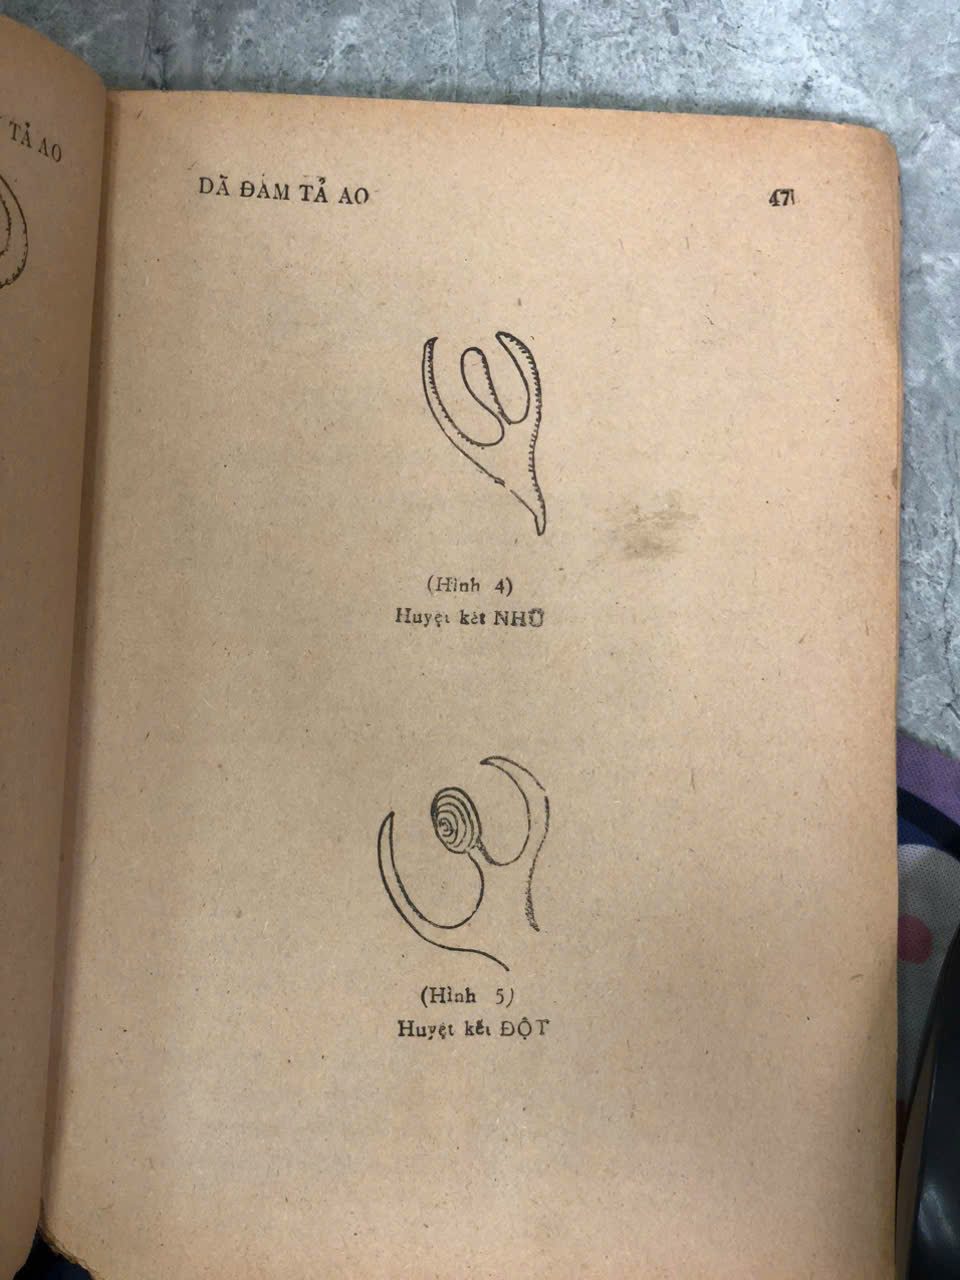 TẢ AO
DÃ ĐÀM TẢ AO
47
(Hình 4)
Huyệt kết NHŨ
(Hình 5)
Huyệt kết ĐỘT